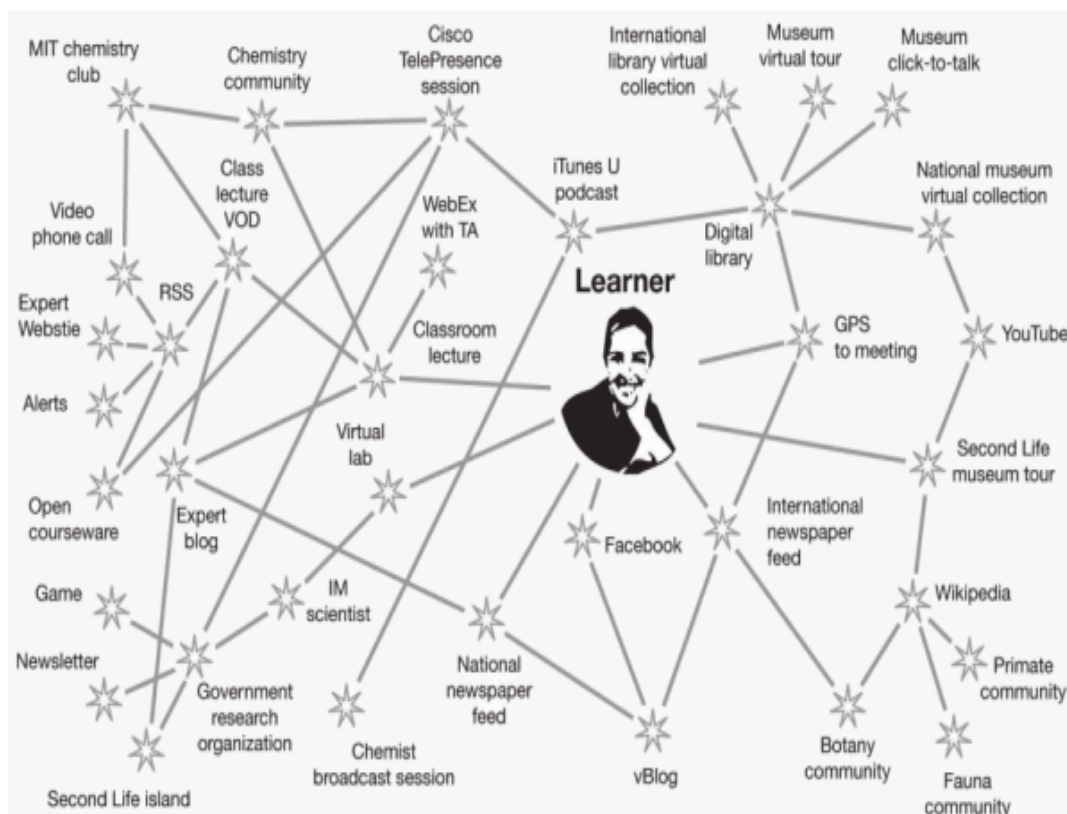 MIT chemistry
club
Chemistry
community
Cisco
TelePresence
session
International
library virtual
collection
Museum
virtual tour
Museum
click-to-talk
Class
lecture
VOD
iTunes U
podcast
National museum
virtual collection
Video
phone call
WebEx
with TA
Digital
library
Learner
RSS
Expert
Webstie
Classroom
lecture
GPS
to meeting
YouTube
Alerts
Virtual
lab
Second Life
museum tour
Open
courseware
Expert
blog
Facebook
International
newspaper
feed
Game
IM
scientist
Wikipedia
Newsletter
Government
research
organization
National
newspaper
feed
Primate
community
Chemist
broadcast session
vBlog
Botany
community
Fauna
community
Second Life island